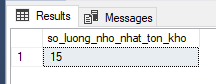 Results Messages
so_luong_nho_nhat_ton_kho
1 15